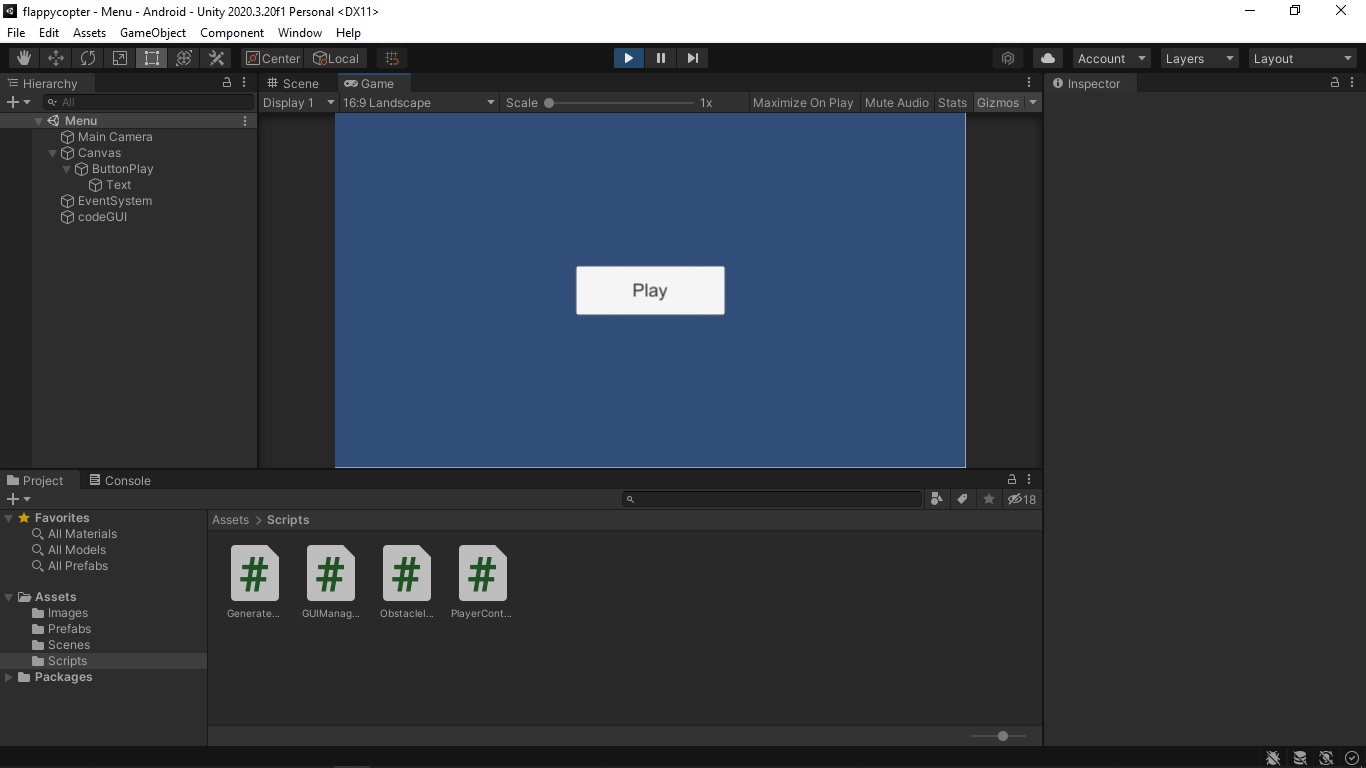 flappycopter - Menu - Android - Unity 2020.3.20f1 Personal <DX11>
File Edit Assets GameObject Component Window Help
Center Local Account Layers Layout
Hierarchy
All
Menu
Main Camera
Canvas
ButtonPlay
Text
EventSystem
codeGUI
Scene Game
Display 1 16:9 Landscape Scale 1x Maximize On Play Mute Audio Stats Gizmos
Play
Inspector
Project Console
18
Favorites
All Materials
All Models
All Prefabs
Assets
Images
Prefabs
Scenes
Scripts
Packages
Assets > Scripts
# # # #
Generate... GUIManag... ObstacleI... PlayerCont...